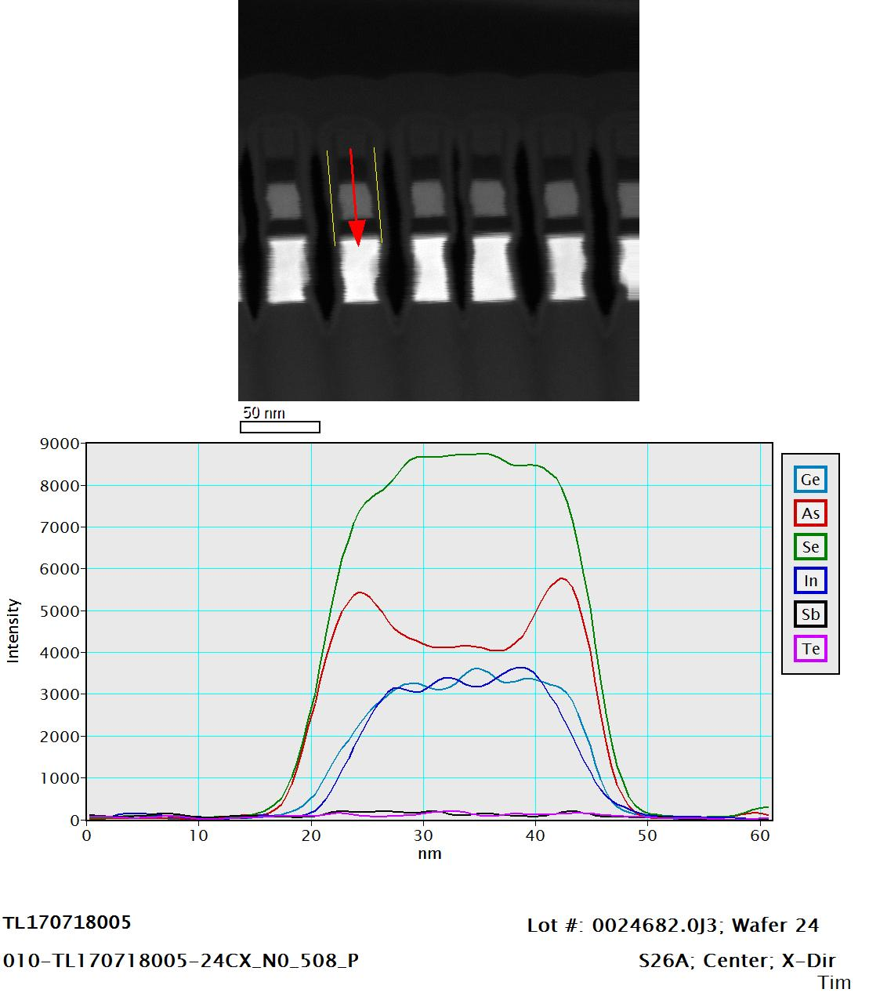 50 nm
9000
8000
7000
6000
5000
4000
3000
2000
1000
0
Intensity
0 10 20 30 40 50 60
nm
Ge
As
Se
In
Sb
Te
TL170718005
Lot #: 0024682.0J3; Wafer 24
010-TL170718005-24CX_N0_508_P
S26A; Center; X-Dir
Tim